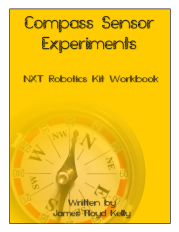 Compass Sensor
Experiments
NXT Robotics Kit Workbook
Written by
James Floyd Kelly